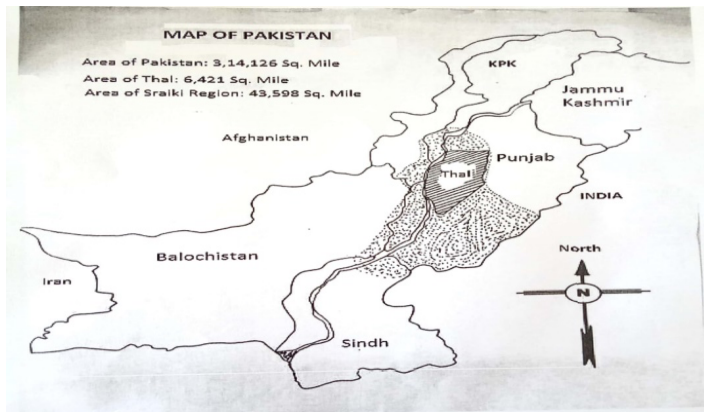 MAP OF PAKISTAN
Area of Pakistan: 3,14,126 Sq. Mile
Area of Thal: 6,421 Sq. Mile
Area of Sraiki Region: 43,598 Sq. Mile
KPK
Jammu
Kashmir
Afghanistan
Punjab
Thal
INDIA
North
Balochistan
Iran
N
Sindh